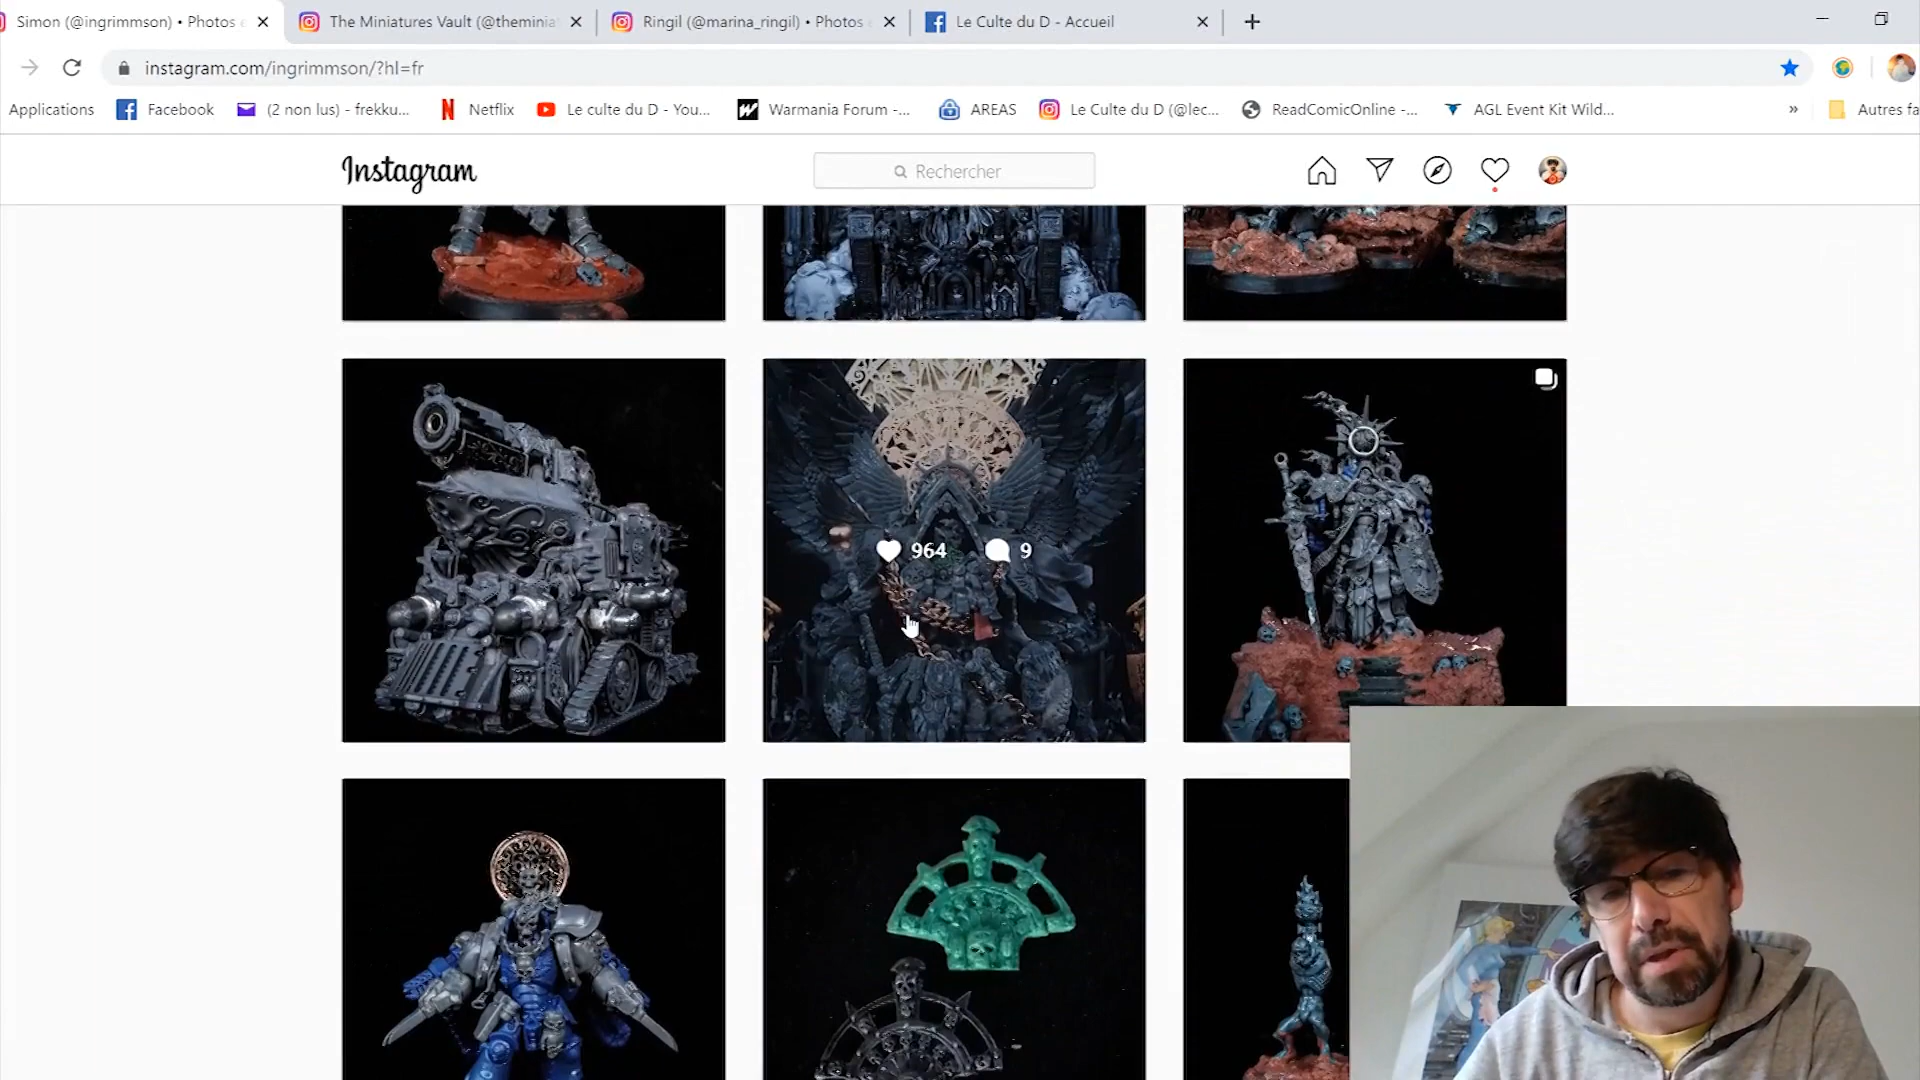 Simon (@ingrimmson) • Photos e
The Miniatures Vault (@theminia
Ringil (@marina_ringil) • Photos e
Le Culte du D - Accueil
instagram.com/ingrimmson/?hl=fr
Applications
Facebook
(2 non lus) - frekku...
Netflix
Le culte du D - You...
Warmania Forum -...
AREAS
Le Culte du D (@lec...
ReadComicOnline -...
AGL Event Kit Wild...
»
Autres fa
Instagram
Rechercher
964
9